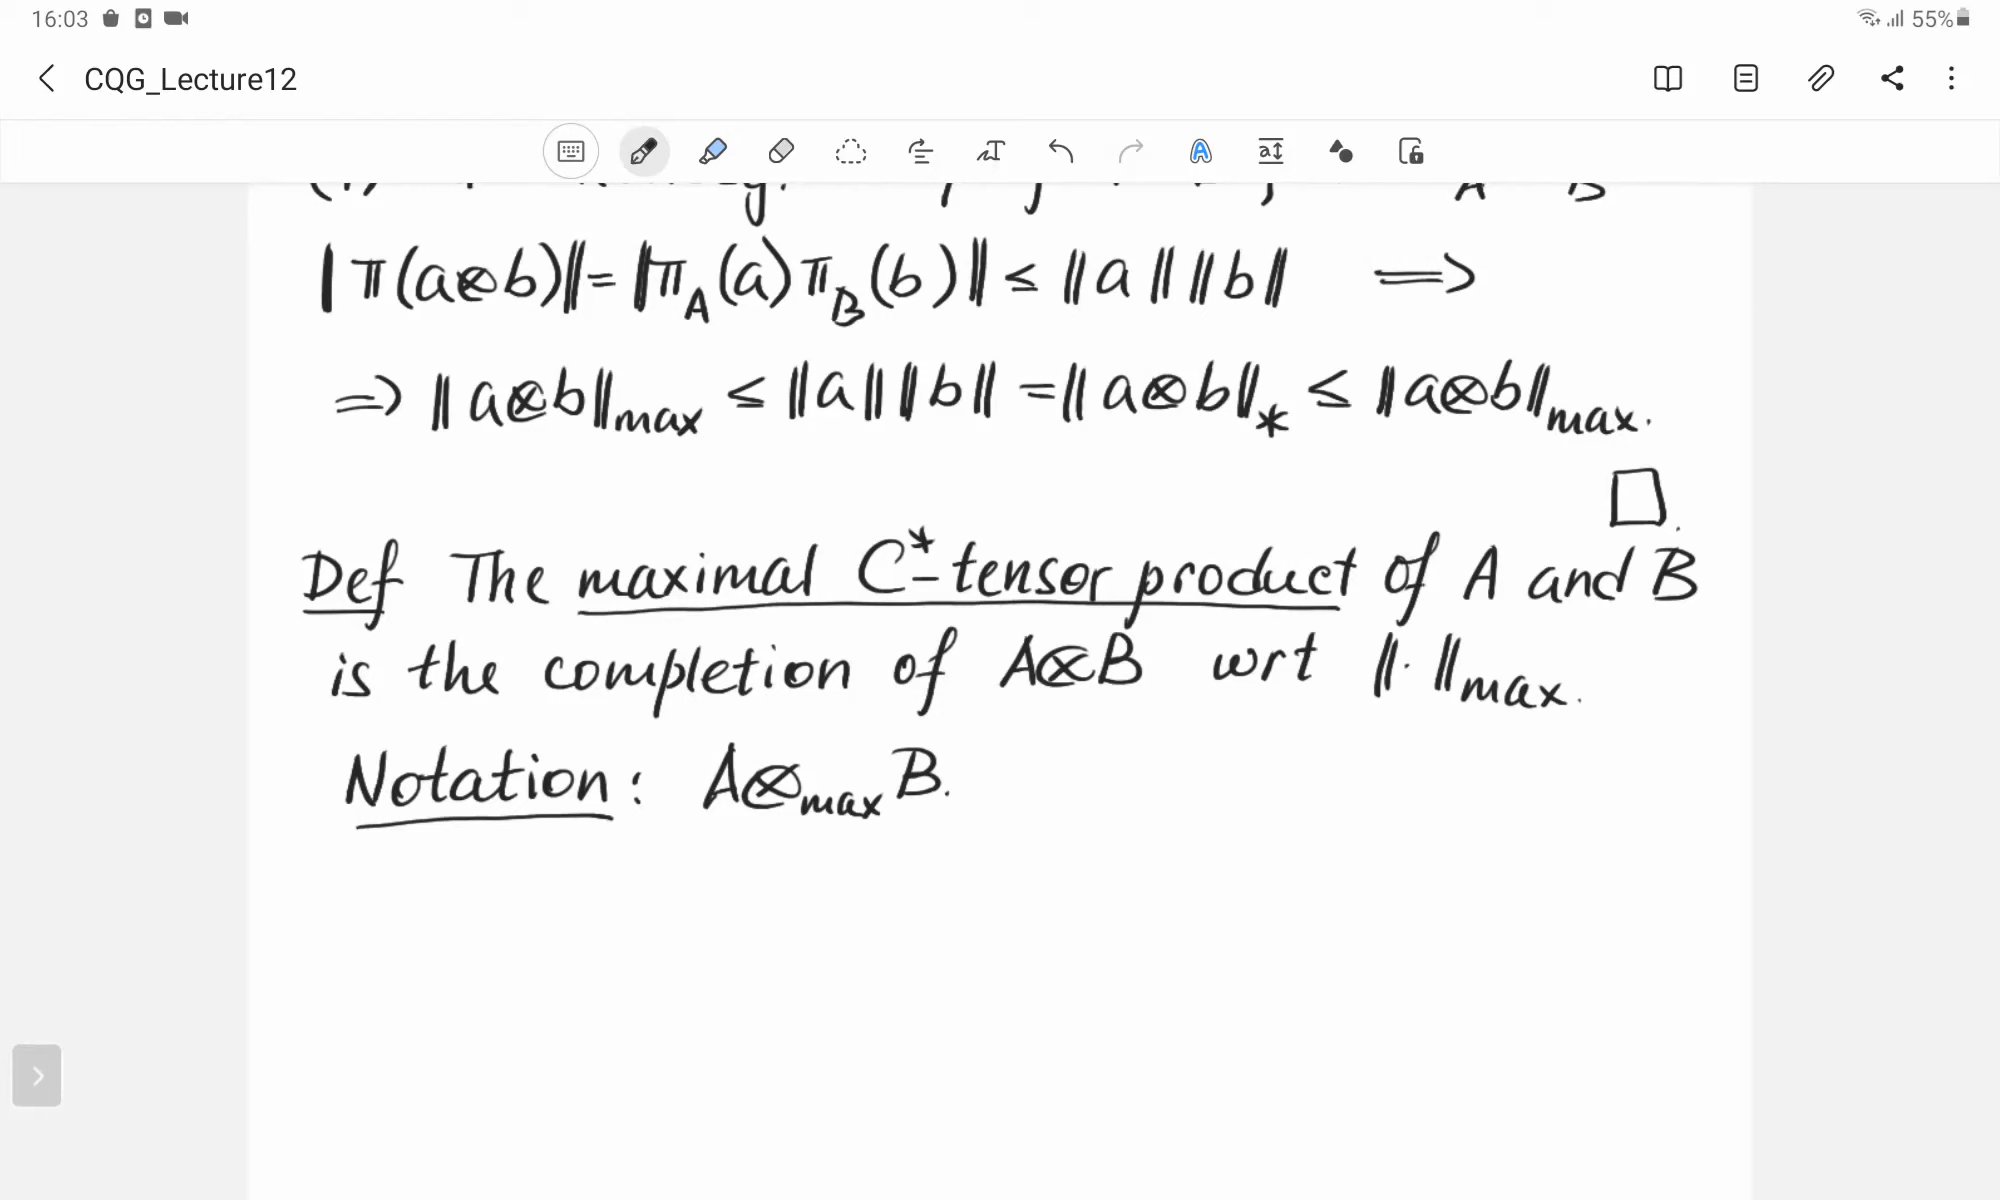 16:03 55%
CQG_Lecture12
‖π(a⊗b)‖=‖π_A(a)π_B(b)‖ ≤ ‖a‖‖b‖ ⟹
⇒ ‖a⊗b‖_max ≤ ‖a‖‖b‖ =‖a⊗b‖_* ≤ ‖a⊗b‖_max.
□.
Def The maximal C*-tensor product of A and B
is the completion of A⊗B wrt ‖·‖_max.
Notation: A⊗_max B.